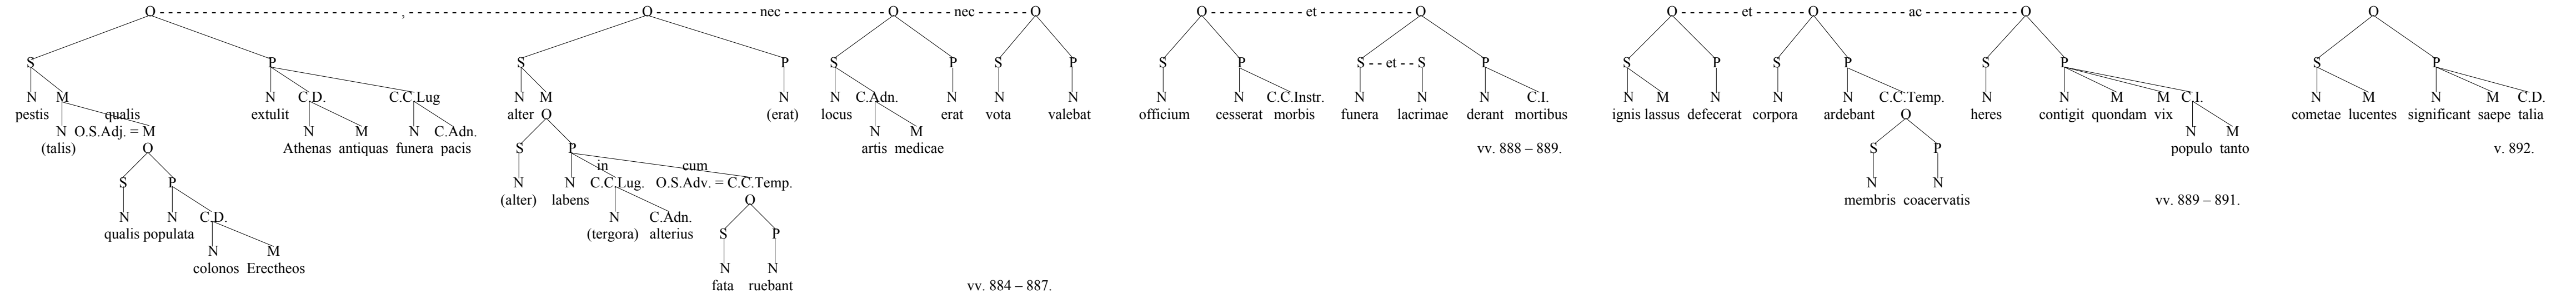 O , O nec O nec O O et O O et O ac O O
S P S P S P S P S P S et S P S P S P S P S P
N M qualis N C.D. C.C.Lug N M N N C.Adn. N N N N N C.C.Instr. N N N C.I. N M N N N C.C.Temp. N N M M C.I. N M N M C.D.
pestis extulit alter O (erat) locus erat vota valebat officium cesserat morbis funera lacrimae derant mortibus ignis lassus defecerat corpora ardebant O heres contigit quondam vix cometae lucentes significant saepe talia
N O.S.Adj. = M N M N C.Adn. N M N M
(talis) O Athenas antiquas funera pacis S P artis medicae vv. 888 – 889. S P populo tanto v. 892.
in cum
S P N N C.C.Lug. O.S.Adv. = C.C.Temp. N N
(alter) labens O membris coacervatis vv. 889 – 891.
N N C.D. N C.Adn.
qualis populata (tergora) alterius S P
N M
colonos Erectheos N N
fata ruebant vv. 884 – 887.